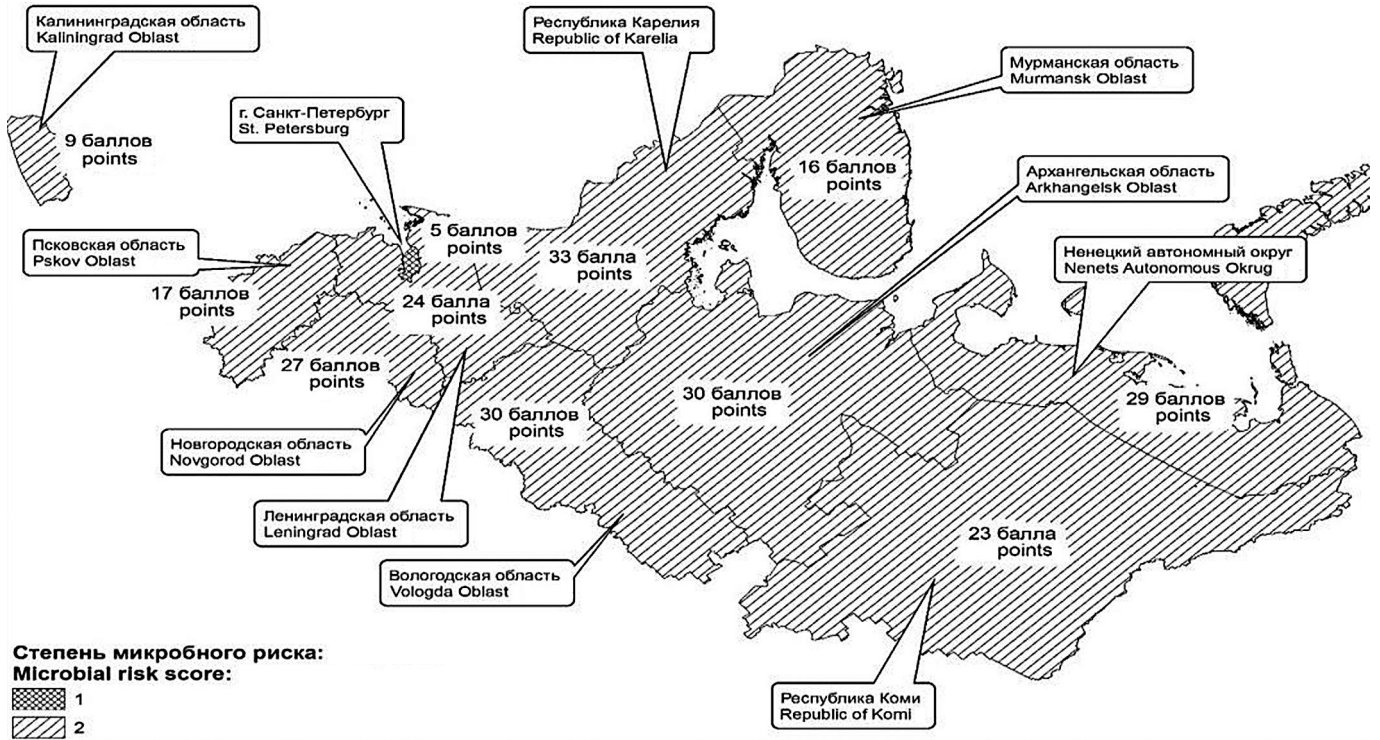 Калининградская область
Kaliningrad Oblast
Республика Карелия
Republic of Karelia
Мурманская область
Murmansk Oblast
г. Санкт-Петербург
St. Petersburg
9 баллов
points
16 баллов
points
Архангельская область
Arkhangelsk Oblast
Псковская область
Pskov Oblast
5 баллов
points
Ненецкий автономный округ
Nenets Autonomous Okrug
33 балла
points
17 баллов
points
24 балла
points
27 баллов
points
30 баллов
points
30 баллов
points
29 баллов
points
Новгородская область
Novgorod Oblast
Ленинградская область
Leningrad Oblast
23 балла
points
Вологодская область
Vologda Oblast
Республика Коми
Republic of Komi
Степень микробного риска:
Microbial risk score:
1
2